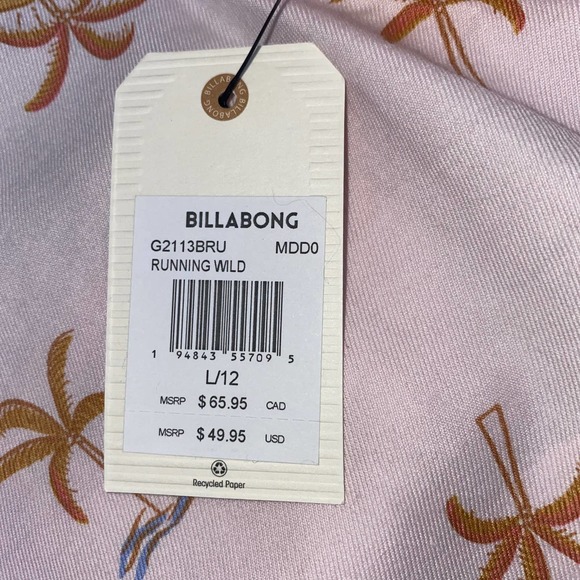 BILLABONG
BILLABONG
BILLABONG
G2113BRU MDD0
RUNNING WILD
1 94843 55709 5
L/12
MSRP $65.95 CAD
MSRP $49.95 USD
Recycled Paper